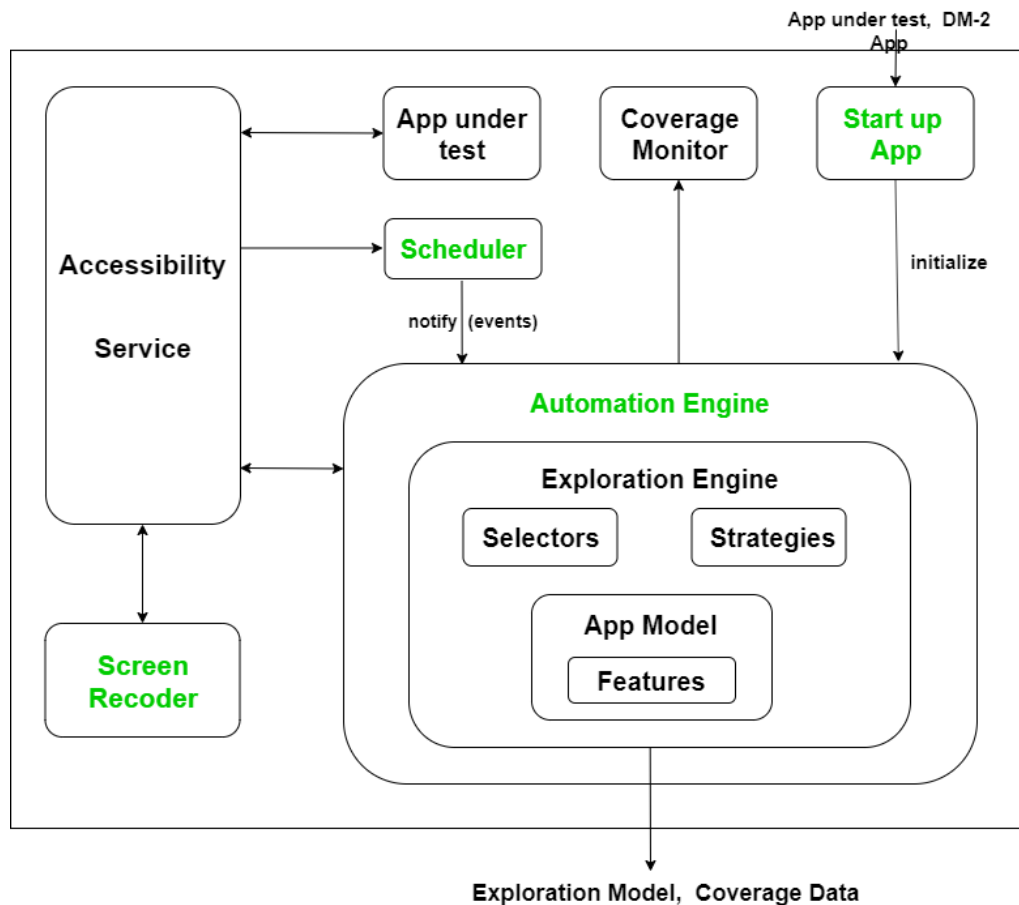 App under test,  DM-2
App
App under
test
Coverage
Monitor
Start up
App
Accessibility
Service
Scheduler
initialize
notify (events)
Automation Engine
Exploration Engine
Selectors
Strategies
App Model
Features
Screen
Recoder
Exploration Model,  Coverage Data